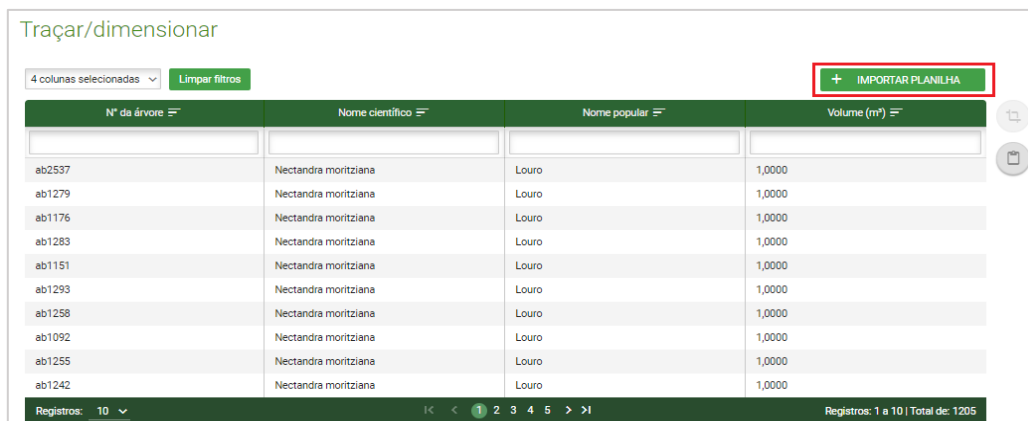 Traçar/dimensionar
4 colunas selecionadas Limpar filtros + IMPORTAR PLANILHA
N° da árvore Nome científico Nome popular Volume (m³)
ab2537 Nectandra moritziana Louro 1,0000
ab1279 Nectandra moritziana Louro 1,0000
ab1176 Nectandra moritziana Louro 1,0000
ab1283 Nectandra moritziana Louro 1,0000
ab1151 Nectandra moritziana Louro 1,0000
ab1293 Nectandra moritziana Louro 1,0000
ab1258 Nectandra moritziana Louro 1,0000
ab1092 Nectandra moritziana Louro 1,0000
ab1255 Nectandra moritziana Louro 1,0000
ab1242 Nectandra moritziana Louro 1,0000
Registros: 10 1 2 3 4 5 Registros: 1 a 10 | Total de: 1205